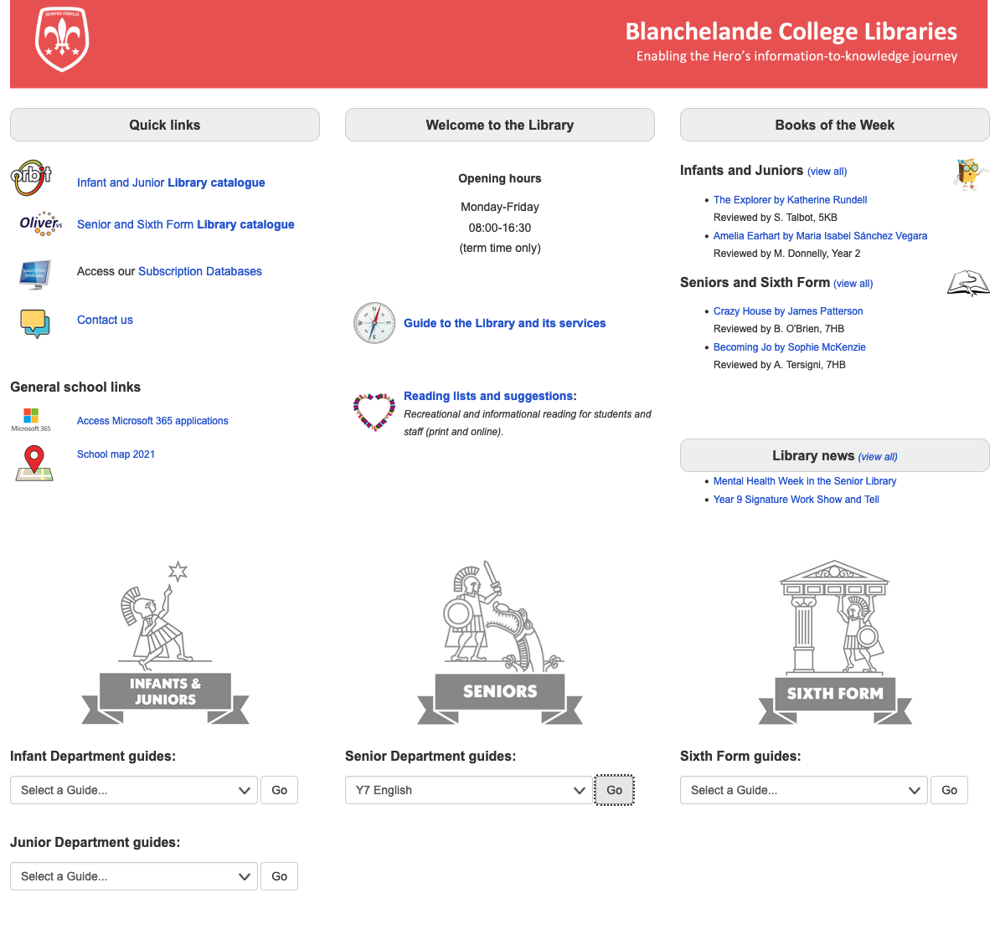 SEMPER FIDELIS
Blanchelande College Libraries
Enabling the Hero's information-to-knowledge journey
Quick links
orbit
Infant and Junior Library catalogue
Oliver v5
Senior and Sixth Form Library catalogue
Subscription
Databases
Access our Subscription Databases
Contact us
General school links
Microsoft 365
Access Microsoft 365 applications
School map 2021
Welcome to the Library
Opening hours
Monday-Friday
08:00-16:30
(term time only)
N
W E
S
Guide to the Library and its services
Reading lists and suggestions:
Recreational and informational reading for students and
staff (print and online).
Books of the Week
Infants and Juniors (view all)
• The Explorer by Katherine Rundell
Reviewed by S. Talbot, 5KB
• Amelia Earhart by Maria Isabel Sánchez Vegara
Reviewed by M. Donnelly, Year 2
Seniors and Sixth Form (view all)
• Crazy House by James Patterson
Reviewed by B. O'Brien, 7HB
• Becoming Jo by Sophie McKenzie
Reviewed by A. Tersigni, 7HB
Library news (view all)
• Mental Health Week in the Senior Library
• Year 9 Signature Work Show and Tell
INFANTS &
JUNIORS
SENIORS
SIXTH FORM
Infant Department guides:
Select a Guide... Go
Senior Department guides:
Y7 English Go
Sixth Form guides:
Select a Guide... Go
Junior Department guides:
Select a Guide... Go